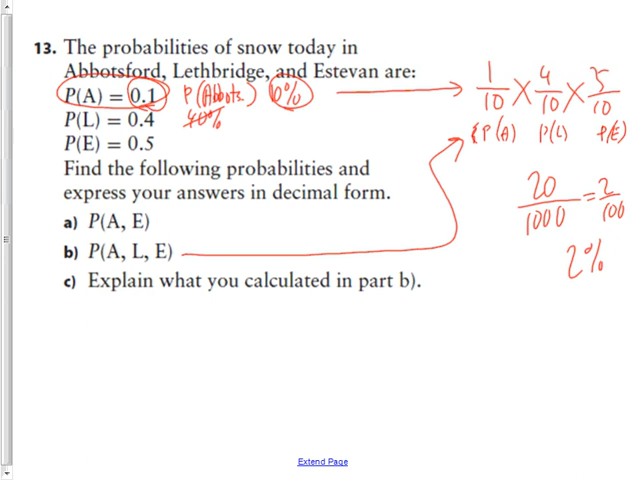 13. The probabilities of snow today in
Abbotsford, Lethbridge, and Estevan are:
P(A) = 0.1 P(Abbots.) 10% 1/10 × 4/10 × 5/10
P(L) = 0.4 40% P(A) P(L) P(E)
P(E) = 0.5
Find the following probabilities and
express your answers in decimal form.
20/1000 = 2/100
a) P(A, E)
b) P(A, L, E) 2%
c) Explain what you calculated in part b).
Extend Page